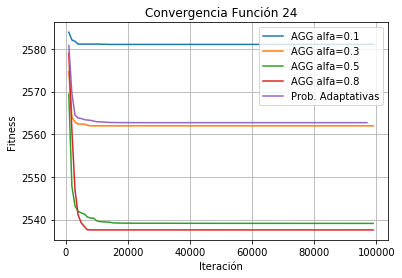 Convergencia Función 24
AGG alfa=0.1
AGG alfa=0.3
AGG alfa=0.5
AGG alfa=0.8
Prob. Adaptativas
Fitness
2580
2570
2560
2550
2540
0
20000
40000
60000
80000
100000
Iteración